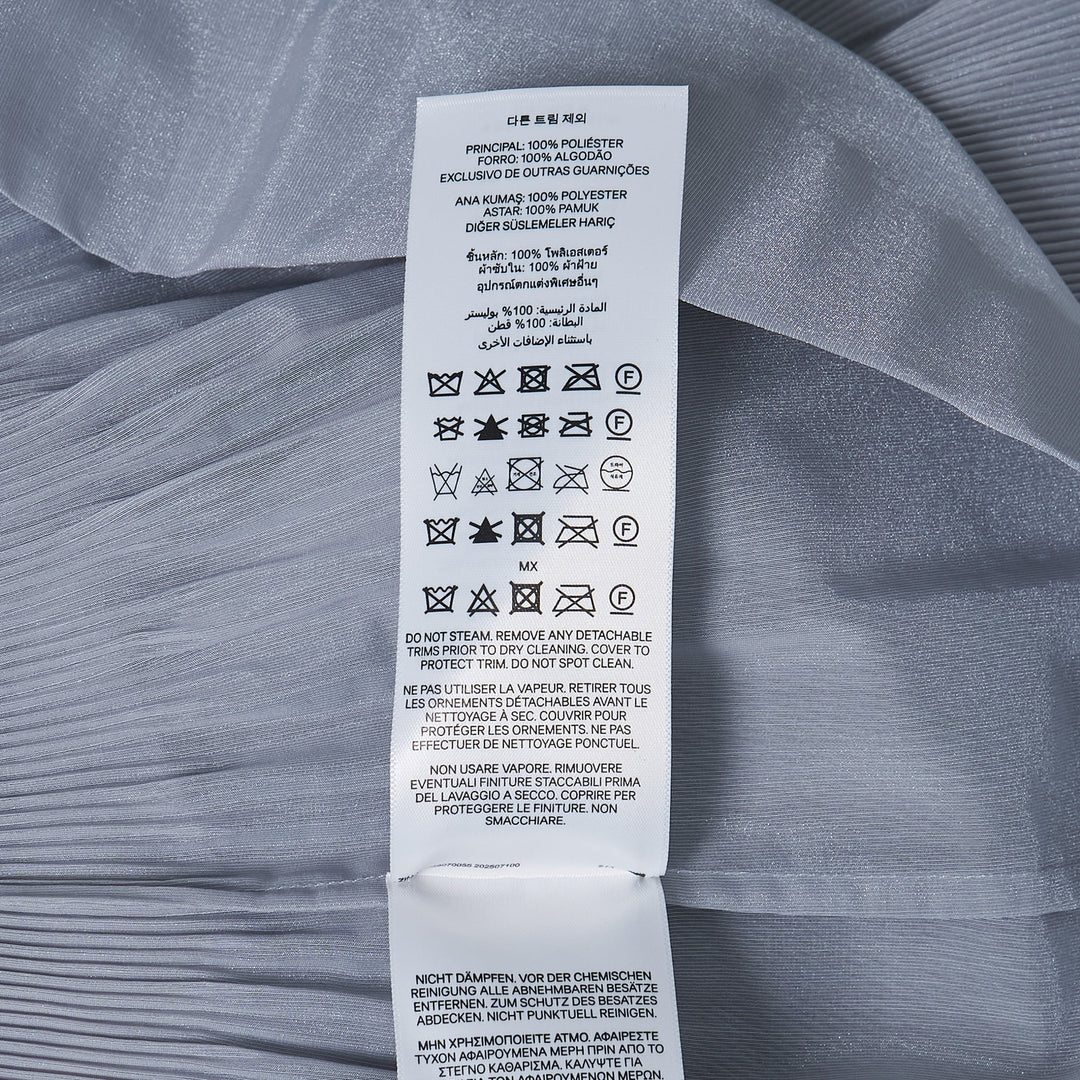 다른 트림 제외
PRINCIPAL: 100% POLIÉSTER
FORRO: 100% ALGODÃO
EXCLUSIVO DE OUTRAS GUARNIÇÕES
ANA KUMAŞ: 100% POLYESTER
ASTAR: 100% PAMUK
DIĞER SÜSLEMELER HARIÇ
ชิ้นหลัก: 100% โพลิเอสเตอร์
ผ้าซับใน: 100% ผ้าฝ้าย
อุปกรณ์ตกแต่งพิเศษอื่นๆ
المادة الرئيسية: 100% بوليستر
البطانة: 100% قطن
باستثناء الإضافات الأخرى
F
F
F
MX
F
DO NOT STEAM. REMOVE ANY DETACHABLE
TRIMS PRIOR TO DRY CLEANING. COVER TO
PROTECT TRIM. DO NOT SPOT CLEAN.
NE PAS UTILISER LA VAPEUR. RETIRER TOUS
LES ORNEMENTS DÉTACHABLES AVANT LE
NETTOYAGE À SEC. COUVRIR POUR
PROTÉGER LES ORNEMENTS. NE PAS
EFFECTUER DE NETTOYAGE PONCTUEL.
NON USARE VAPORE. RIMUOVERE
EVENTUALI FINITURE STACCABILI PRIMA
DEL LAVAGGIO A SECCO. COPRIRE PER
PROTEGGERE LE FINITURE. NON
SMACCHIARE.
202507100
NICHT DÄMPFEN. VOR DER CHEMISCHEN
REINIGUNG ALLE ABNEHMBAREN BESÄTZE
ENTFERNEN. ZUM SCHUTZ DES BESATZES
ABDECKEN. NICHT PUNKTUELL REINIGEN.
ΜΗΝ ΧΡΗΣΙΜΟΠΟΙΕΙΤΕ ΑΤΜΟ. ΑΦΑΙΡΕΣΤΕ
ΤΥΧΟΝ ΑΦΑΙΡΟΥΜΕΝΑ ΜΕΡΗ ΠΡΙΝ ΑΠΟ ΤΟ
ΣΤΕΓΝΟ ΚΑΘΑΡΙΣΜΑ. ΚΑΛΥΨΤΕ ΓΙΑ
ΤΩΝ ΑΦΑΙΡΟΥΜΕΝΩΝ ΜΕΡΩΝ.